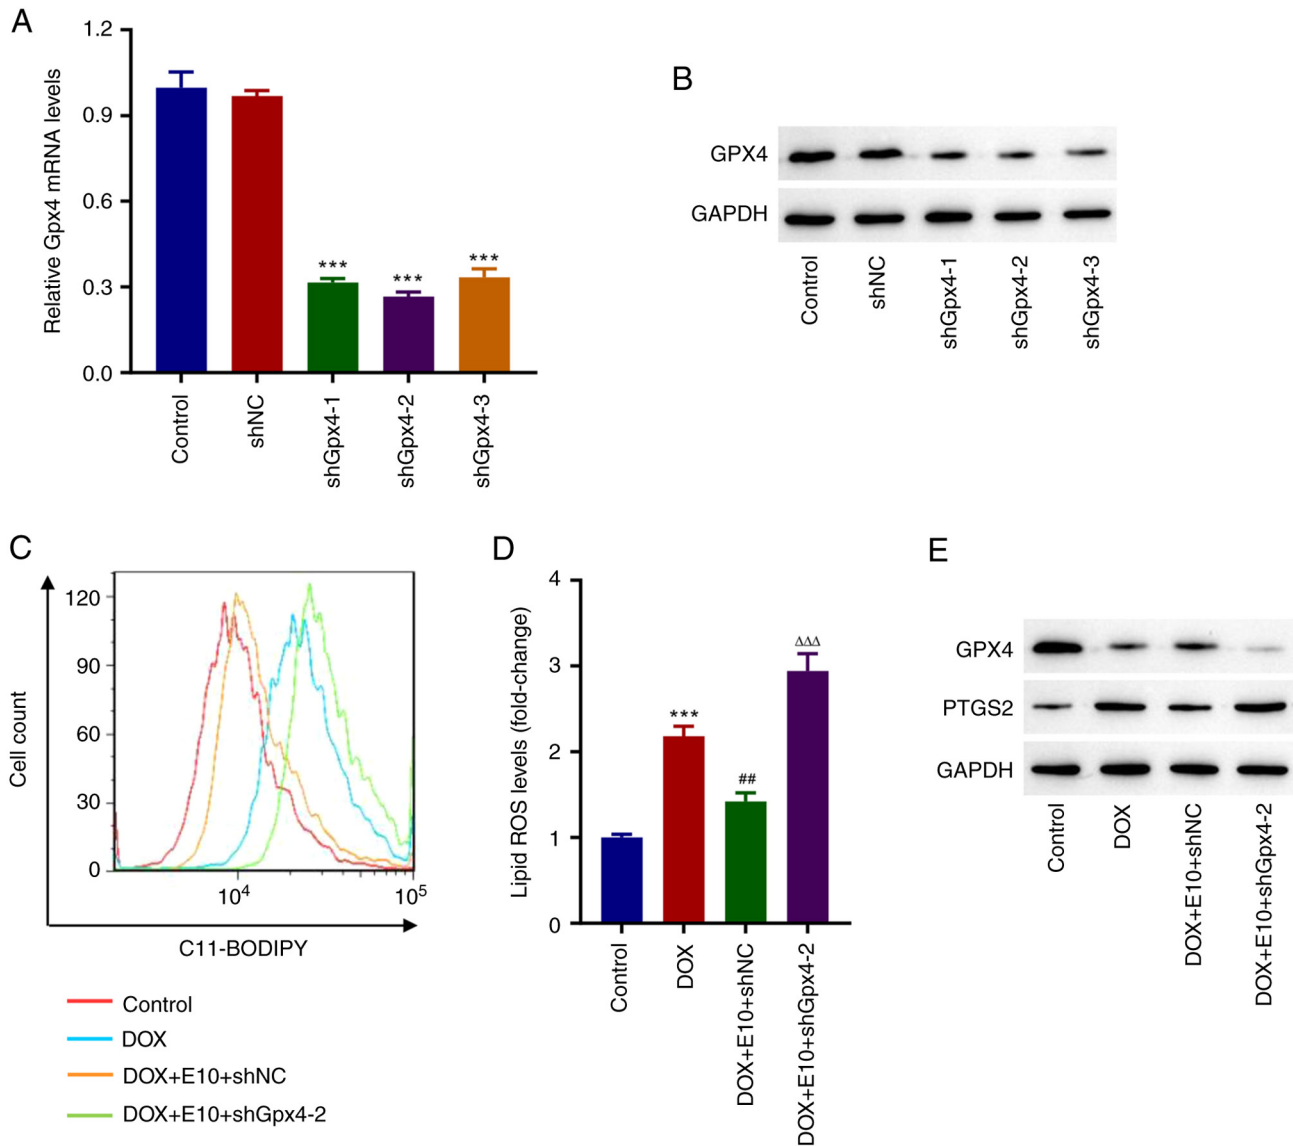 A
Relative Gpx4 mRNA levels
1.2
0.9
0.6
0.3
0.0
***
***
***
Control
shNC
shGpx4-1
shGpx4-2
shGpx4-3
B
GPX4
GAPDH
Control
shNC
shGpx4-1
shGpx4-2
shGpx4-3
C
Cell count
120
90
60
30
0
10⁴
10⁵
C11-BODIPY
Control
DOX
DOX+E10+shNC
DOX+E10+shGpx4-2
D
Lipid ROS levels (fold-change)
4
3
2
1
0
***
##
ΔΔΔ
Control
DOX
DOX+E10+shNC
DOX+E10+shGpx4-2
E
GPX4
PTGS2
GAPDH
Control
DOX
DOX+E10+shNC
DOX+E10+shGpx4-2